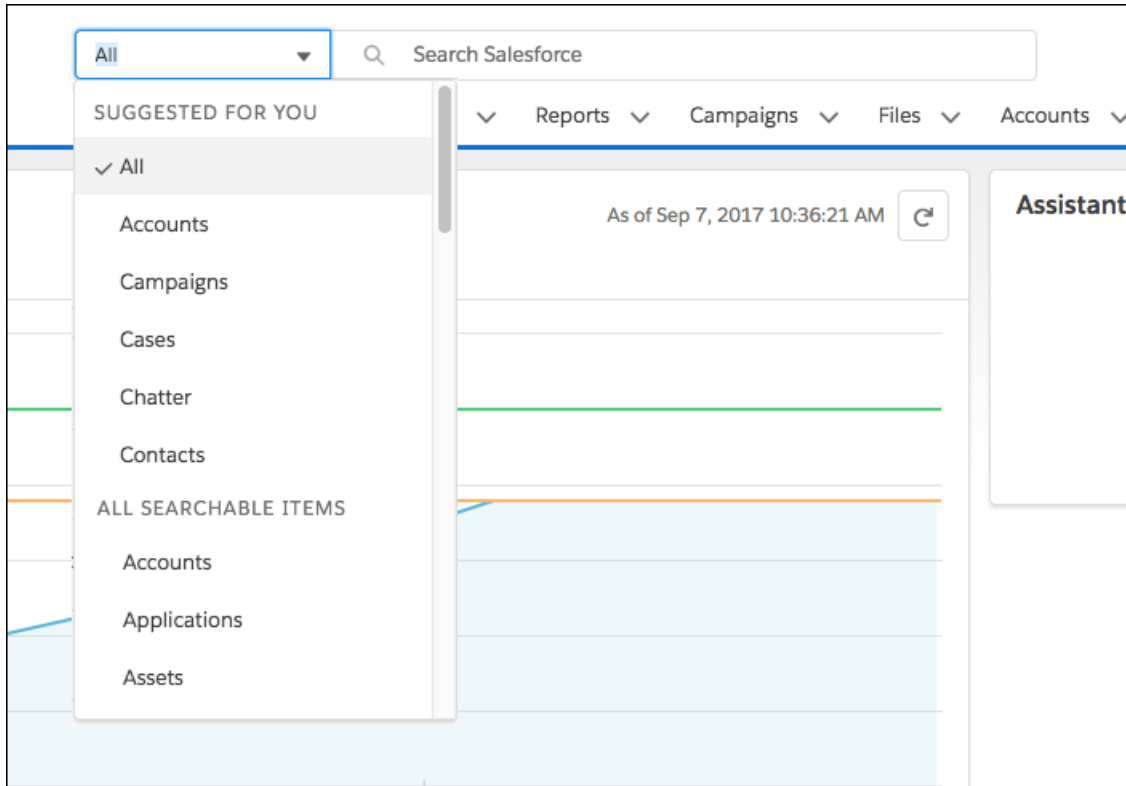 All
Search Salesforce
SUGGESTED FOR YOU
Reports
Campaigns
Files
Accounts
All
Accounts
Campaigns
Cases
Chatter
Contacts
ALL SEARCHABLE ITEMS
Accounts
Applications
Assets
As of Sep 7, 2017 10:36:21 AM
Assistant